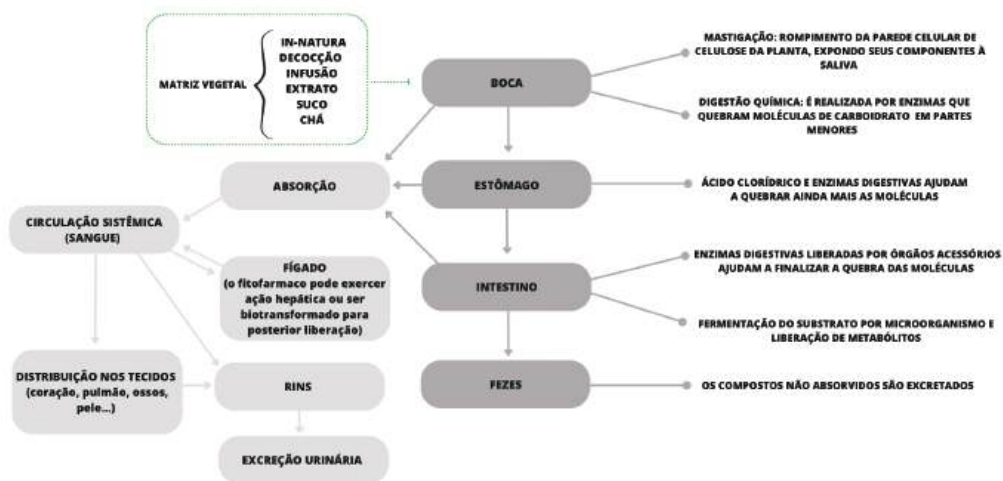 MATRIZ VEGETAL
IN-NATURA
DECOCÇÃO
INFUSÃO
EXTRATO
SUCO
CHÁ
BOCA
MASTIGAÇÃO: ROMPIMENTO DA PAREDE CELULAR DE
CELULOSE DA PLANTA, EXPONDO SEUS COMPONENTES À
SALIVA
DIGESTÃO QUÍMICA: É REALIZADA POR ENZIMAS QUE
QUEBRAM MOLÉCULAS DE CARBOIDRATO EM PARTES
MENORES
ABSORÇÃO
ESTÔMAGO
ÁCIDO CLORÍDRICO E ENZIMAS DIGESTIVAS AJUDAM
A QUEBRAR AINDA MAIS AS MOLÉCULAS
CIRCULAÇÃO SISTÊMICA
(SANGUE)
FÍGADO
(o fitofarmaco pode exercer
ação hepática ou ser
biotransformado para
posterior liberação)
INTESTINO
ENZIMAS DIGESTIVAS LIBERADAS POR ÓRGÃOS ACESSÓRIOS
AJUDAM A FINALIZAR A QUEBRA DAS MOLÉCULAS
FERMENTAÇÃO DO SUBSTRATO POR MICROORGANISMO E
LIBERAÇÃO DE METABÓLITOS
DISTRIBUIÇÃO NOS TECIDOS
(coração, pulmão, ossos,
pele...)
RINS
FEZES
OS COMPOSTOS NÃO ABSORVIDOS SÃO EXCRETADOS
EXCREÇÃO URINÁRIA